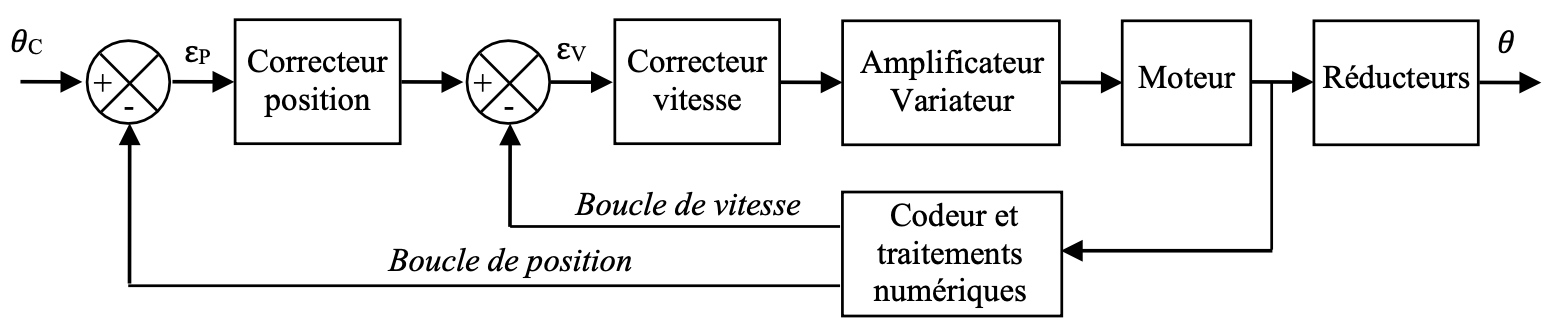 θC
+
-
εP
Correcteur
position
+
-
εV
Correcteur
vitesse
Amplificateur
Variateur
Moteur
Réducteurs
θ
Boucle de vitesse
Boucle de position
Codeur et
traitements
numériques